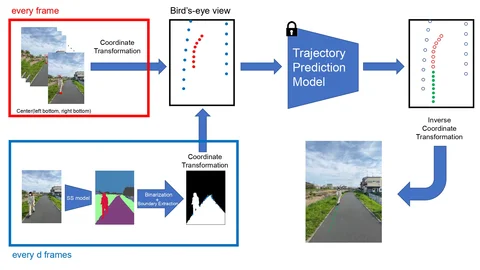 every frame
Coordinate
Transformation
Center(left bottom, right bottom)
Bird's-eye view
Trajectory
Prediction
Model
Inverse
Coordinate
Transformation
Coordinate
Transformation
SS model
Binarization
+
Boundary Extraction
every d frames